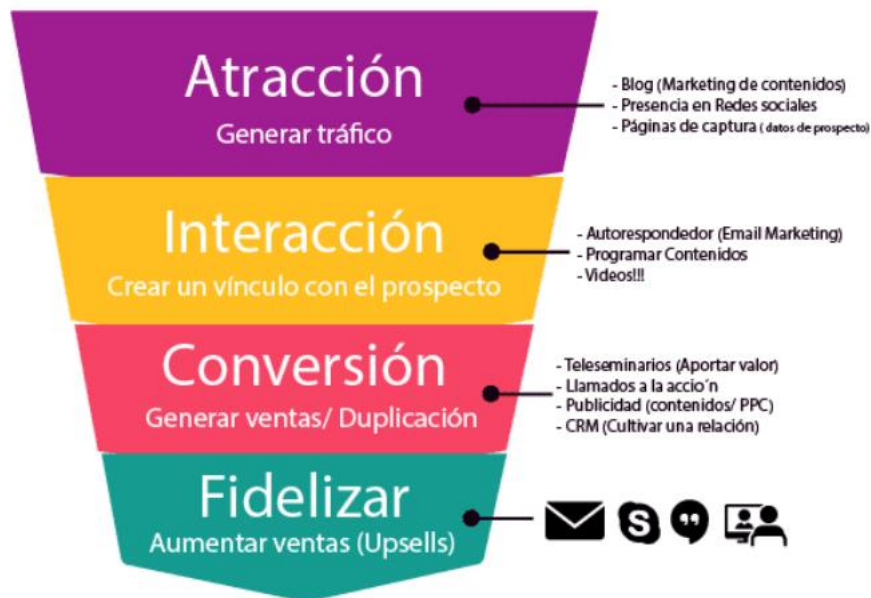 Atracción
Generar tráfico
- Blog (Marketing de contenidos)
- Presencia en Redes sociales
- Páginas de captura ( datos de prospecto)
Interacción
Crear un vínculo con el prospecto
- Autorespondedor (Email Marketing)
- Programar Contenidos
- Videos!!!
Conversión
Generar ventas/ Duplicación
- Teleseminarios (Aportar valor)
- Llamados a la accio´n
- Publicidad (contenidos/ PPC)
- CRM (Cultivar una relación)
Fidelizar
Aumentar ventas (Upsells)